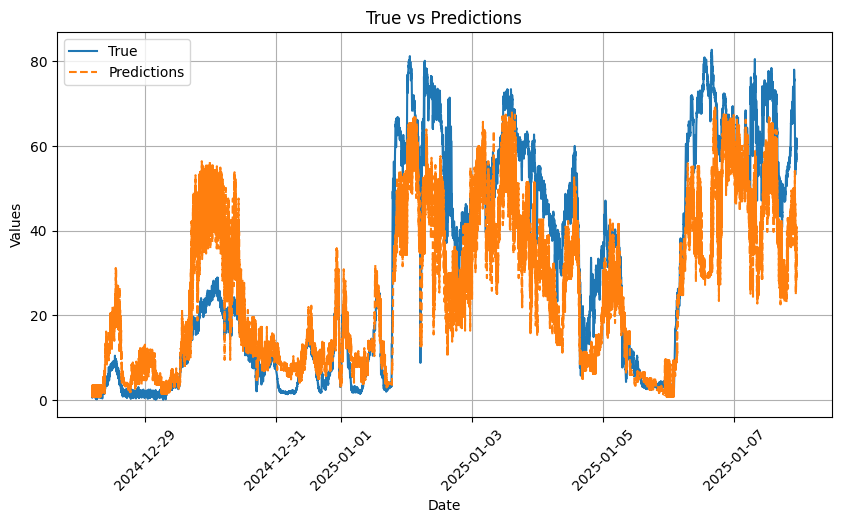 True vs Predictions
True
Predictions
80
60
40
20
0
Values
2024-12-29
2024-12-31
2025-01-01
2025-01-03
2025-01-05
2025-01-07
Date